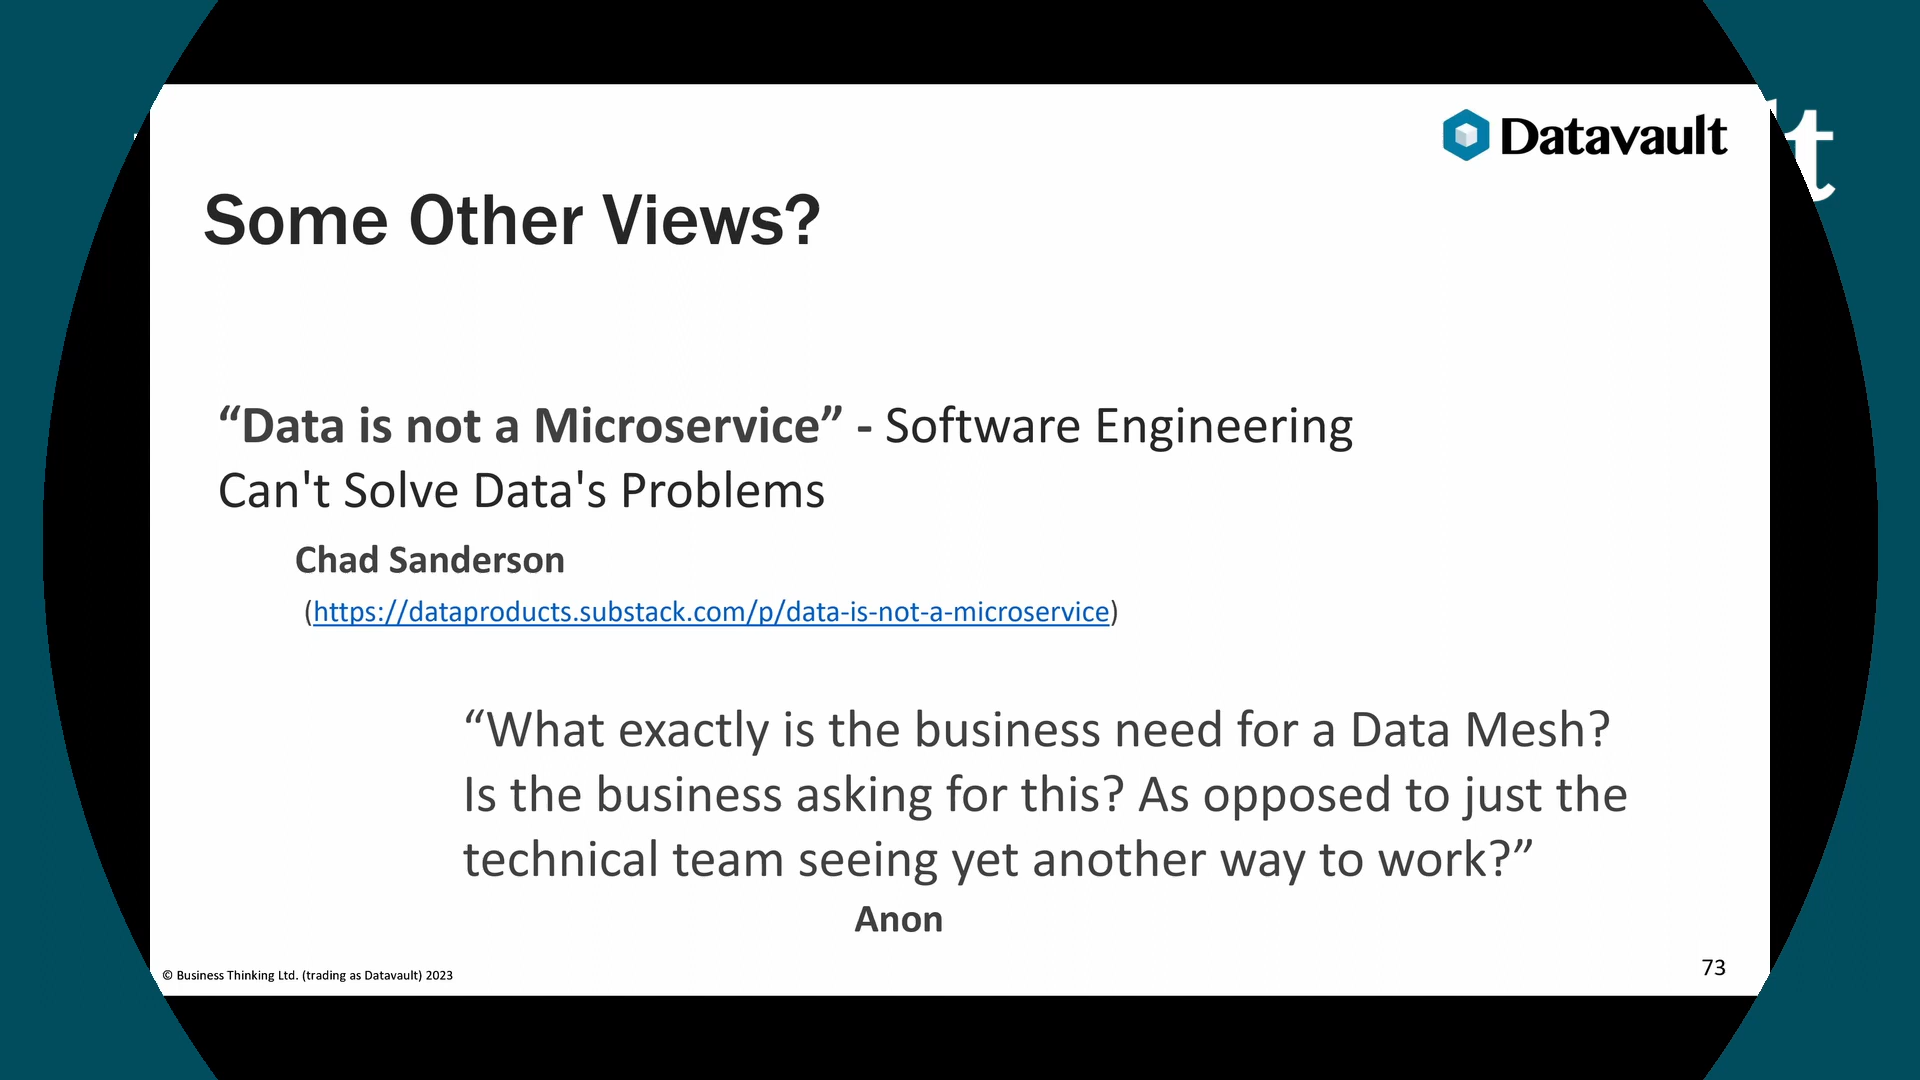 Datavault
Some Other Views?
“Data is not a Microservice” - Software Engineering
Can't Solve Data's Problems
Chad Sanderson
(https://dataproducts.substack.com/p/data-is-not-a-microservice)
“What exactly is the business need for a Data Mesh?
Is the business asking for this? As opposed to just the
technical team seeing yet another way to work?”
Anon
© Business Thinking Ltd. (trading as Datavault) 2023
73